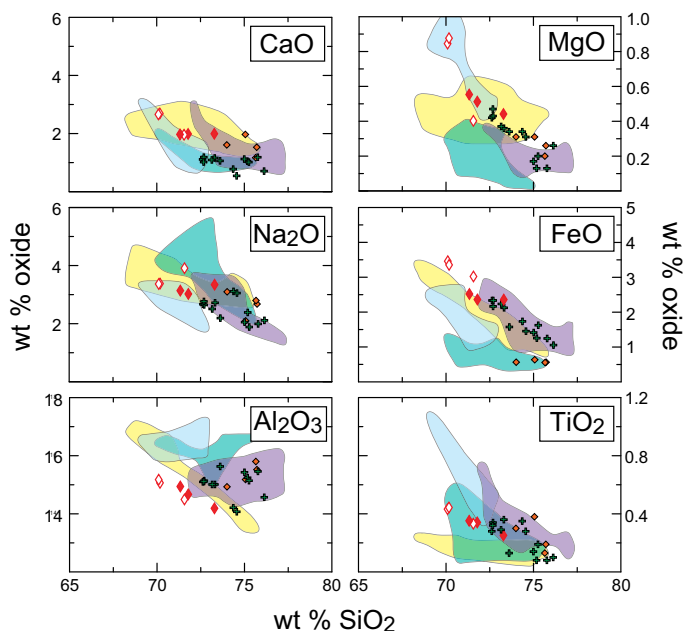 6
4
2
CaO
MgO
1.0
0.8
0.6
0.4
0.2
6
4
2
Na₂O
FeO
5
4
3
2
1
wt % oxide
wt % oxide
18
16
14
Al₂O₃
TiO₂
1.2
0.8
0.4
65 70 75 80 65 70 75 80
wt % SiO₂